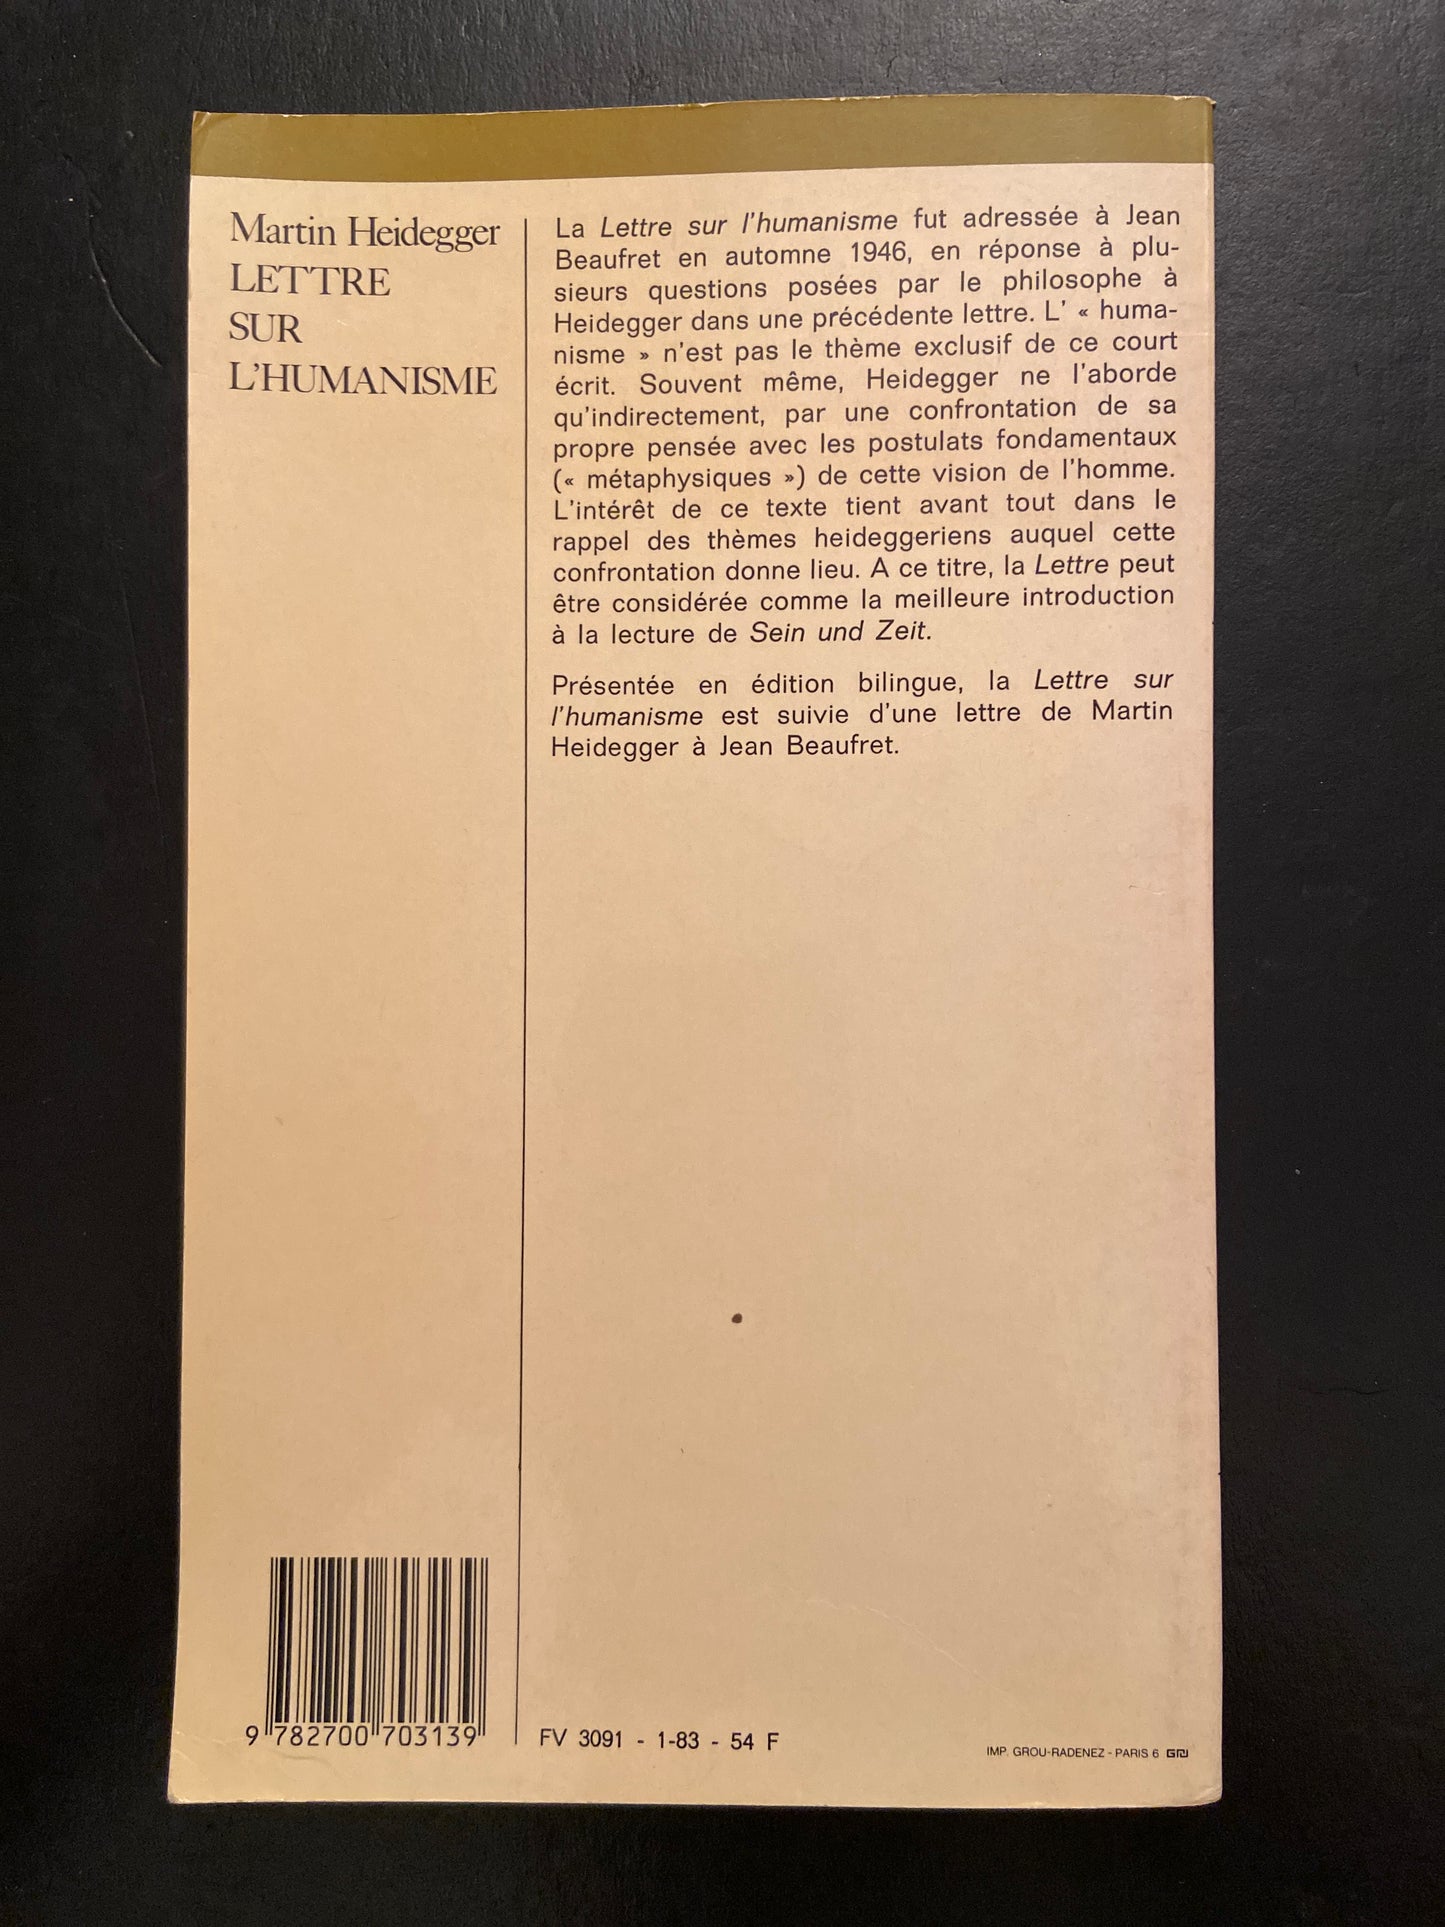 Martin Heidegger
LETTRE
SUR
L'HUMANISME
La Lettre sur l'humanisme fut adressée à Jean
Beaufret en automne 1946, en réponse à plu-
sieurs questions posées par le philosophe à
Heidegger dans une précédente lettre. L' « huma-
nisme » n'est pas le thème exclusif de ce court
écrit. Souvent même, Heidegger ne l'aborde
qu'indirectement, par une confrontation de sa
propre pensée avec les postulats fondamentaux
(« métaphysiques ») de cette vision de l'homme.
L'intérêt de ce texte tient avant tout dans le
rappel des thèmes heideggeriens auquel cette
confrontation donne lieu. A ce titre, la Lettre peut
être considérée comme la meilleure introduction
à la lecture de Sein und Zeit.
Présentée en édition bilingue, la Lettre sur
l'humanisme est suivie d'une lettre de Martin
Heidegger à Jean Beaufret.
9 782700 703139
FV 3091 - 1-83 - 54 F
IMP. GROU-RADENEZ - PARIS 6